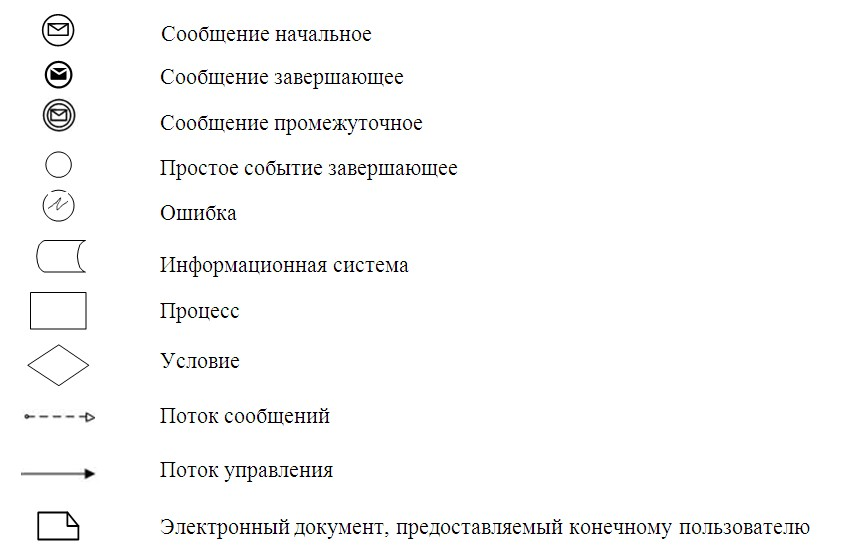 Сообщение начальное
Сообщение завершающее
Сообщение промежуточное
Простое событие завершающее
Ошибка
Информационная система
Процесс
Условие
Поток сообщений
Поток управления
Электронный документ, предоставляемый конечному пользователю